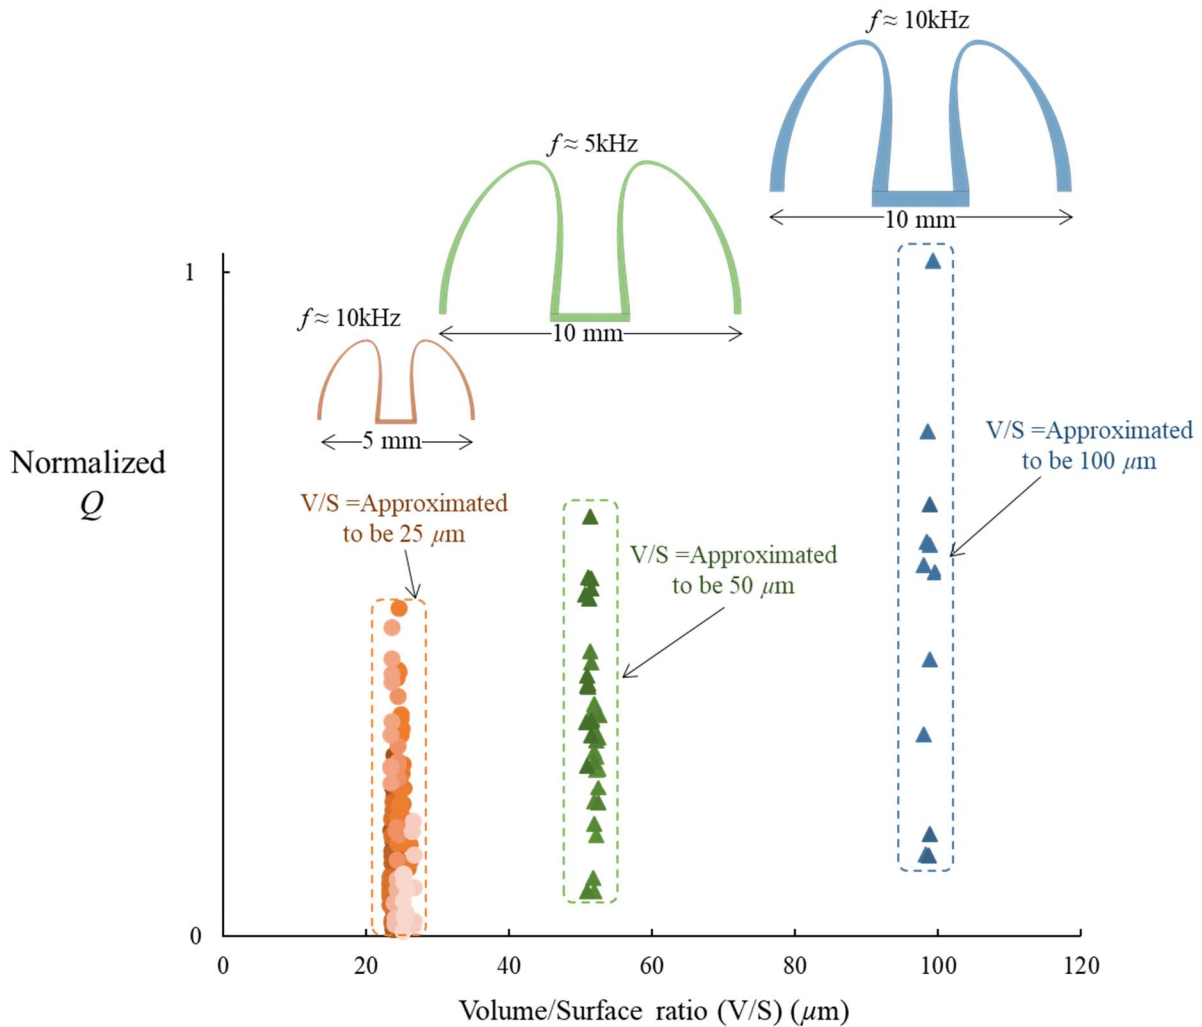 f ≈ 10kHz
10 mm
f ≈ 5kHz
10 mm
f ≈ 10kHz
5 mm
1
Normalized
Q
V/S =Approximated
to be 25 µm
V/S =Approximated
to be 50 µm
V/S =Approximated
to be 100 µm
0
0 20 40 60 80 100 120
Volume/Surface ratio (V/S) (µm)